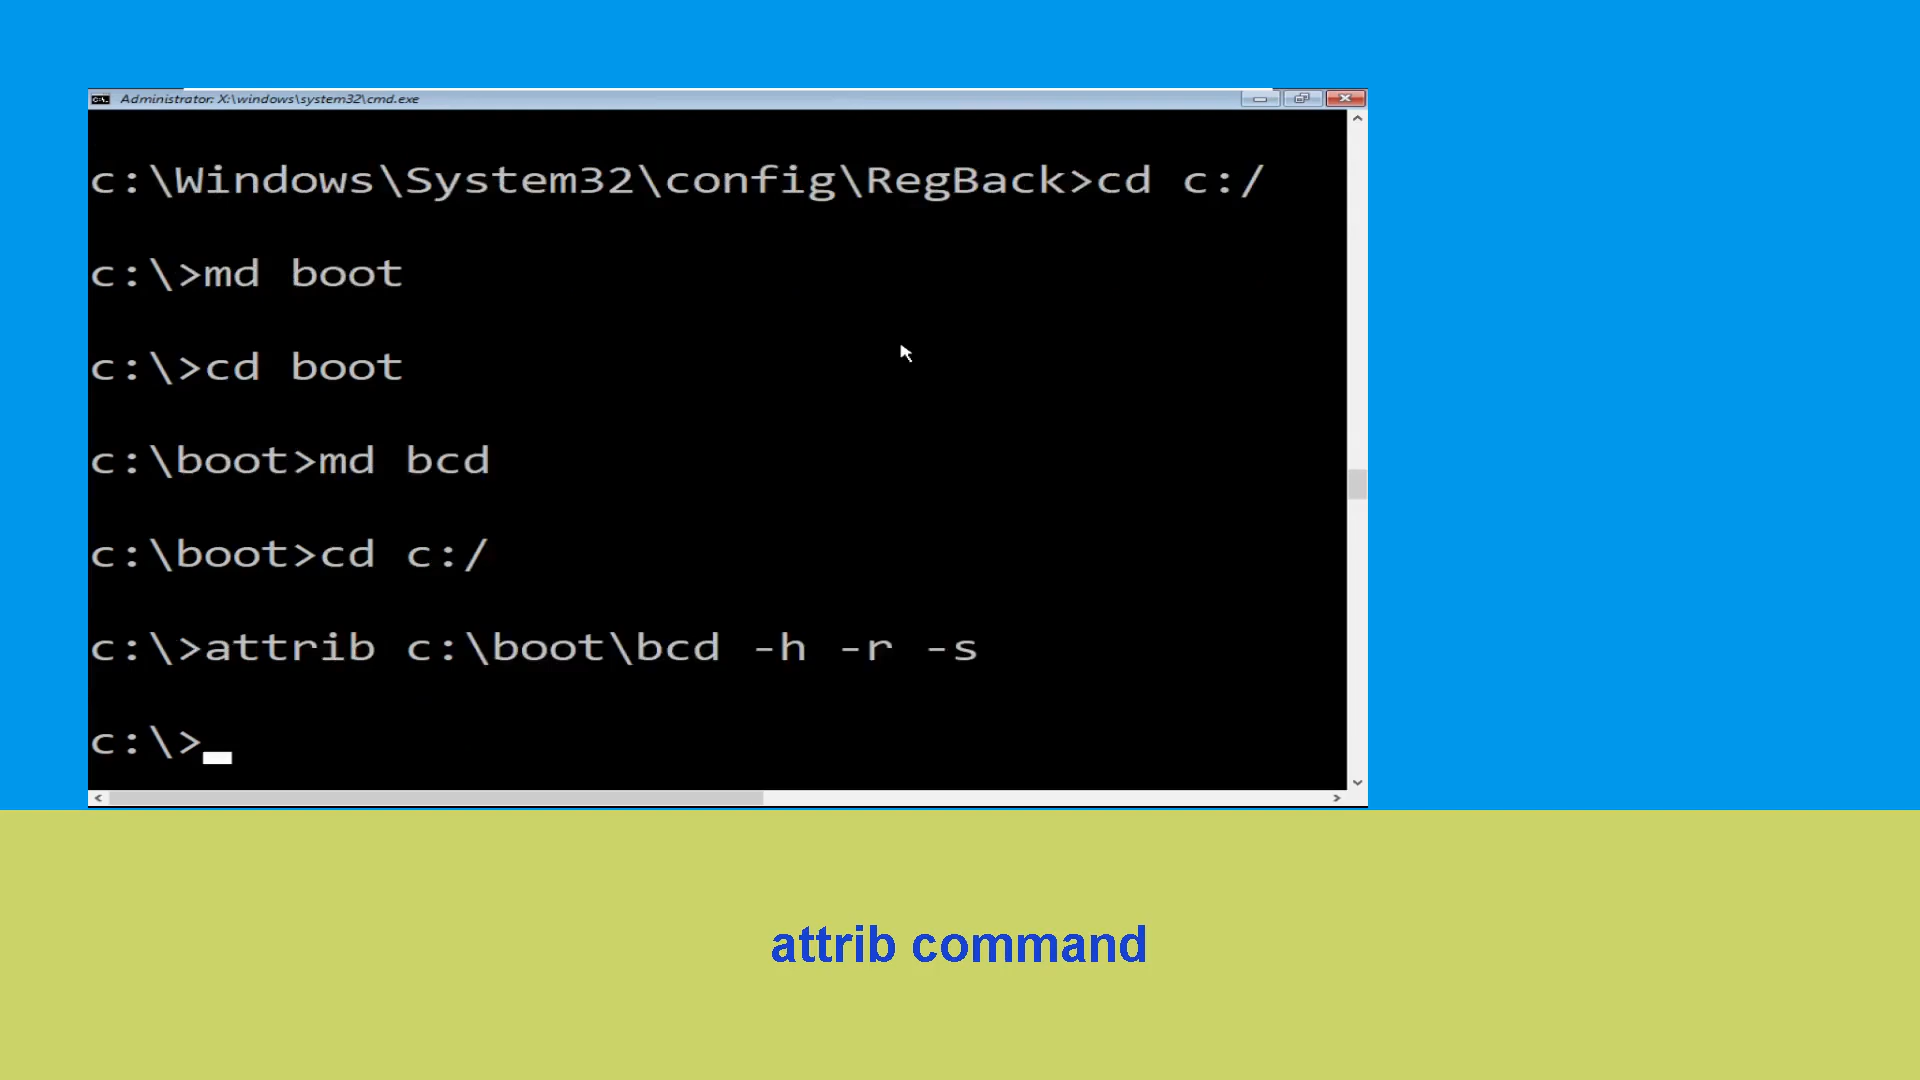 Administrator: X:\windows\system32\cmd.exe
c:\Windows\System32\config\RegBack>cd c:/
c:\>md boot
c:\>cd boot
c:\boot>md bcd
c:\boot>cd c:/
c:\>attrib c:\boot\bcd -h -r -s
c:\>
attrib command